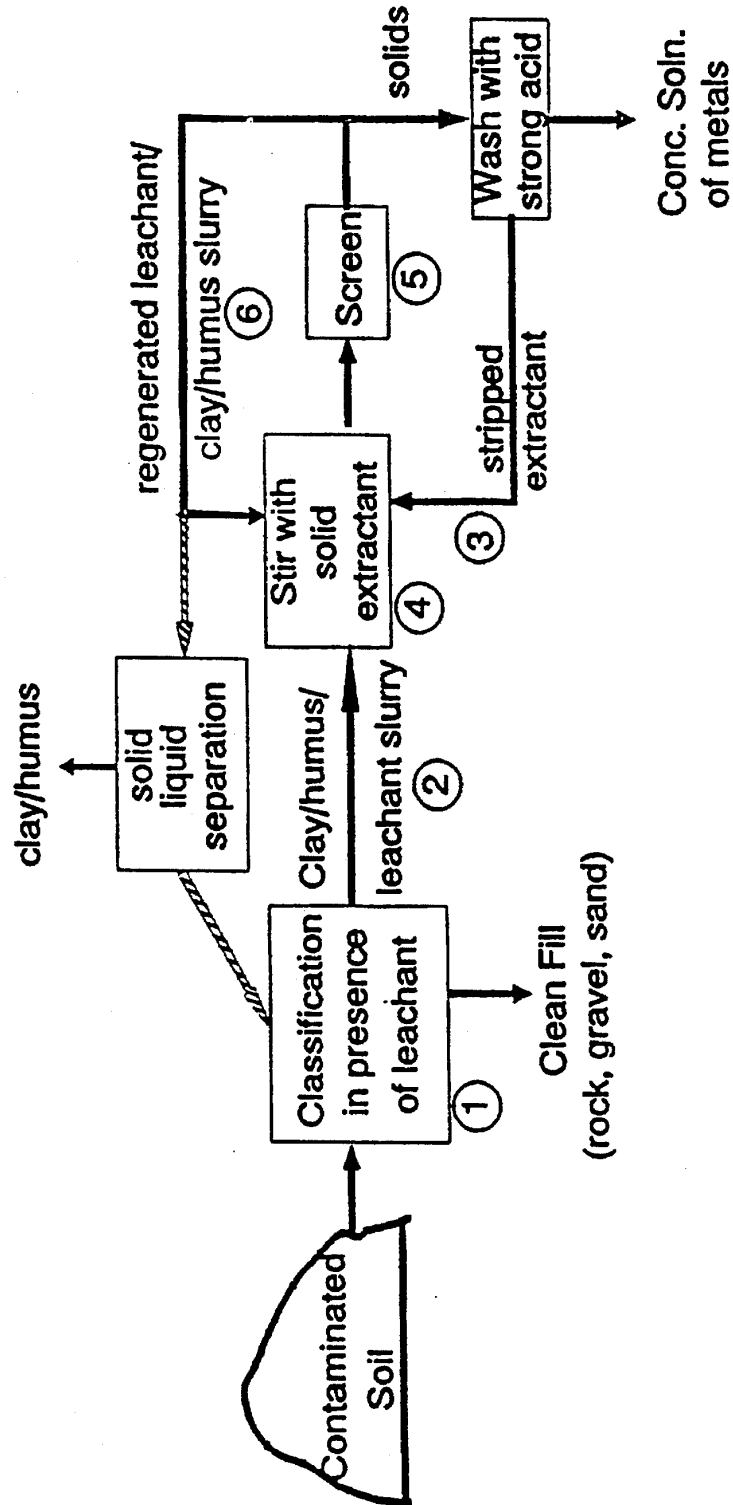 Contaminated
Soil
Classification
in presence
of leachant
1
Clean Fill
(rock, gravel, sand)
Clay/humus/
leachant slurry
2
clay/humus
solid
liquid
separation
Stir with
solid
extractant
4
3
stripped
extractant
Screen
5
regenerated leachant/
clay/humus slurry
6
solids
Wash with
strong acid
Conc. Soln.
of metals